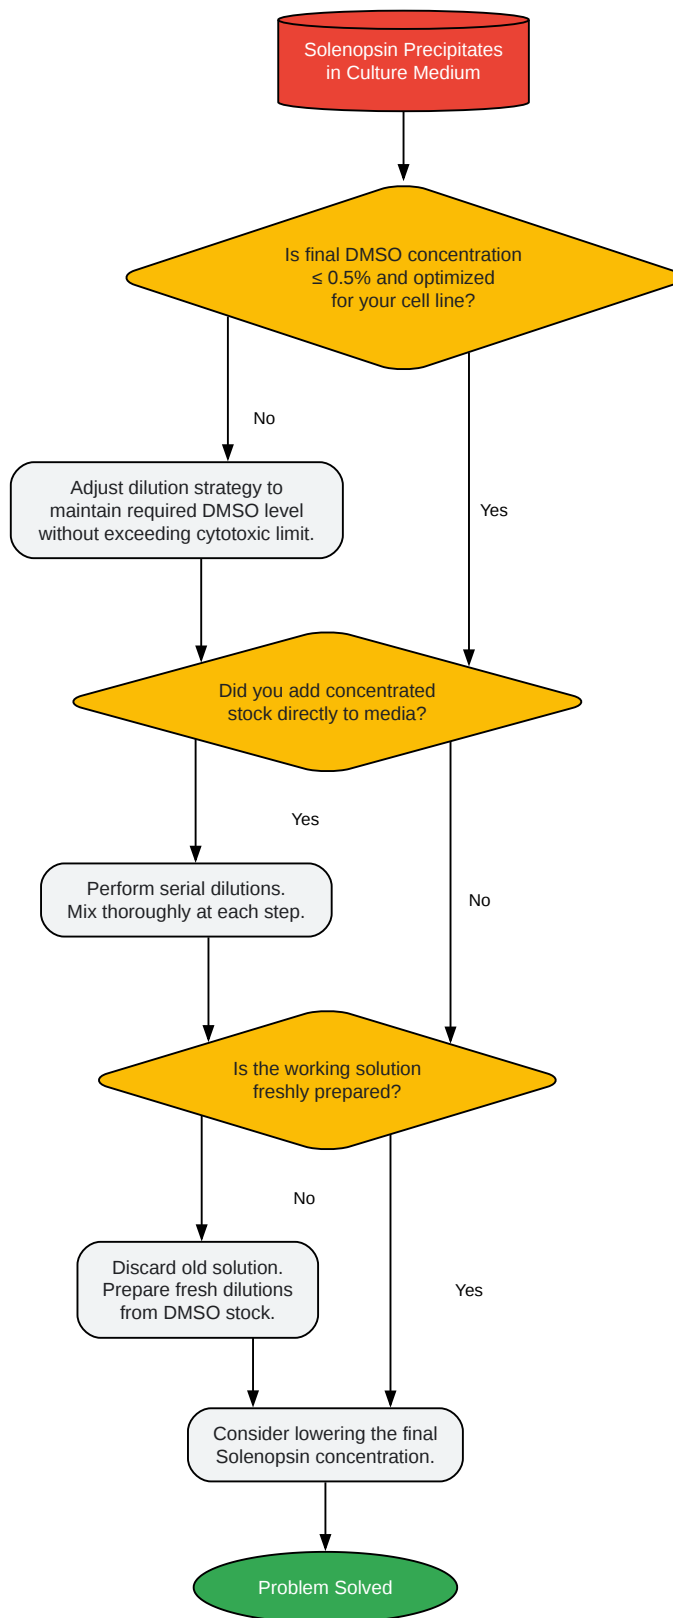 Solenopsin Precipitates
in Culture Medium
Is final DMSO concentration
≤ 0.5% and optimized
for your cell line?
No
Adjust dilution strategy to
maintain required DMSO level
without exceeding cytotoxic limit.
Yes
Did you add concentrated
stock directly to media?
Yes
Perform serial dilutions.
Mix thoroughly at each step.
No
Is the working solution
freshly prepared?
No
Discard old solution.
Prepare fresh dilutions
from DMSO stock.
Yes
Consider lowering the final
Solenopsin concentration.
Problem Solved